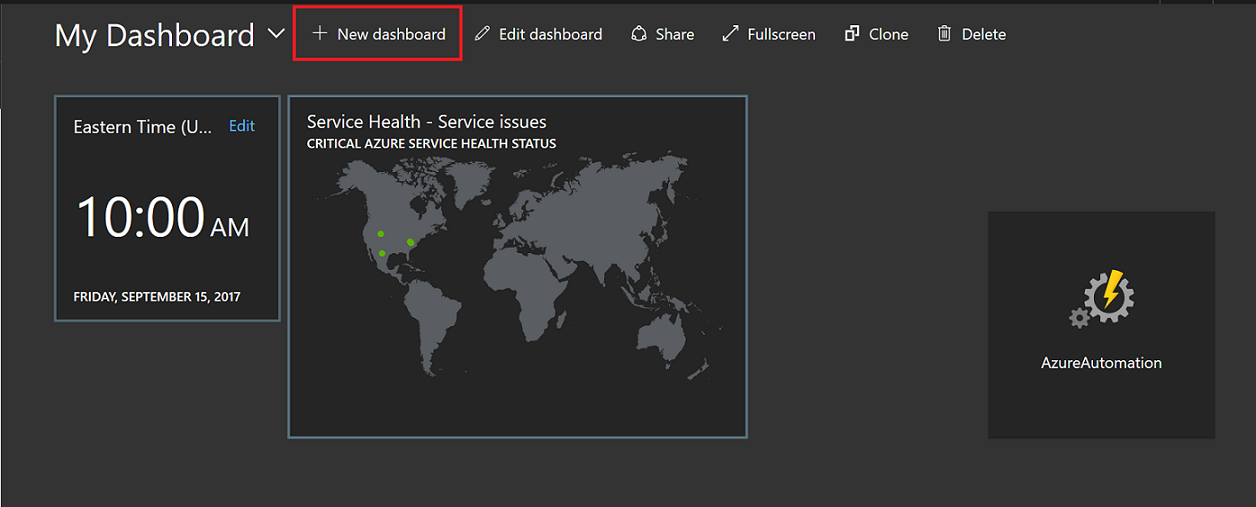 My Dashboard New dashboard Edit dashboard Share Fullscreen Clone Delete
Eastern Time (U... Edit
10:00 AM
FRIDAY, SEPTEMBER 15, 2017
Service Health - Service issues
CRITICAL AZURE SERVICE HEALTH STATUS
AzureAutomation